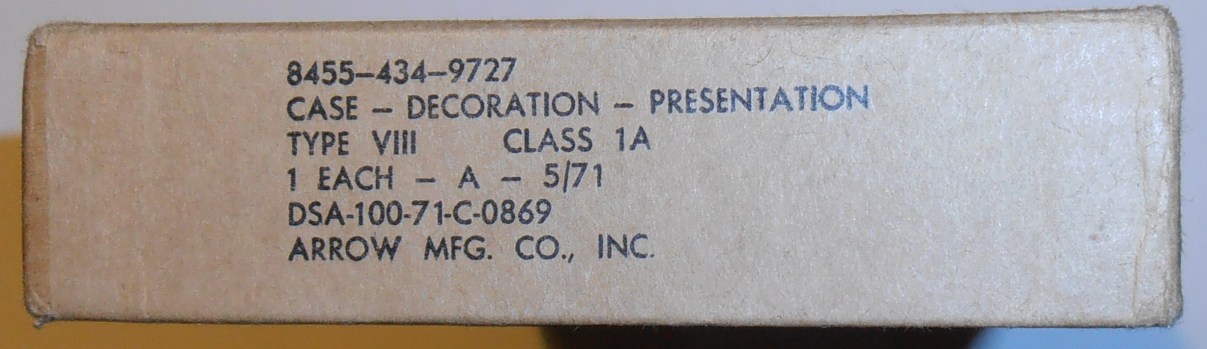 8455-434-9727
CASE - DECORATION - PRESENTATION
TYPE VIII CLASS 1A
1 EACH - A - 5/71
DSA-100-71-C-0869
ARROW MFG. CO., INC.